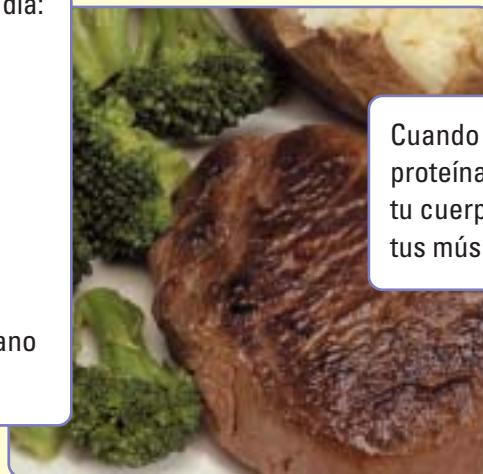 día:
ano
Cuando
proteína
tu cuerp
tus mús